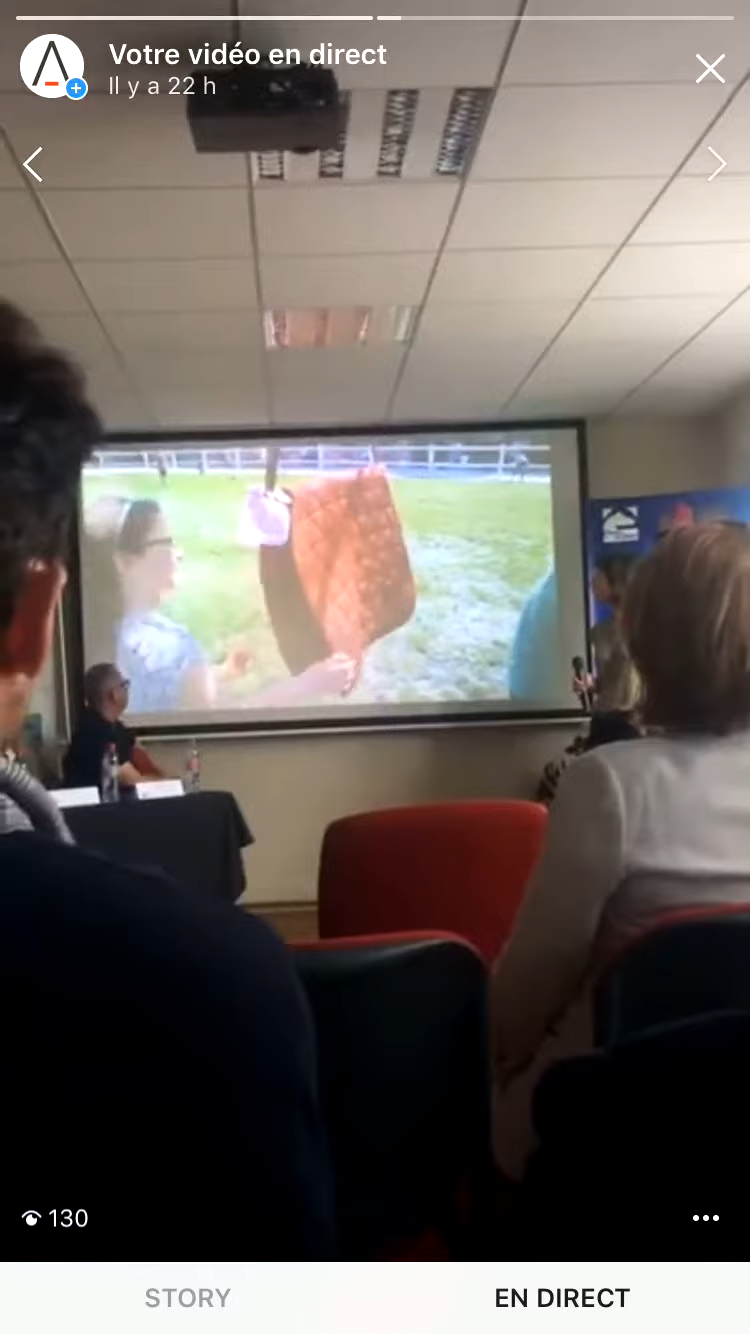 Votre vidéo en direct
Il y a 22 h
130
STORY
EN DIRECT